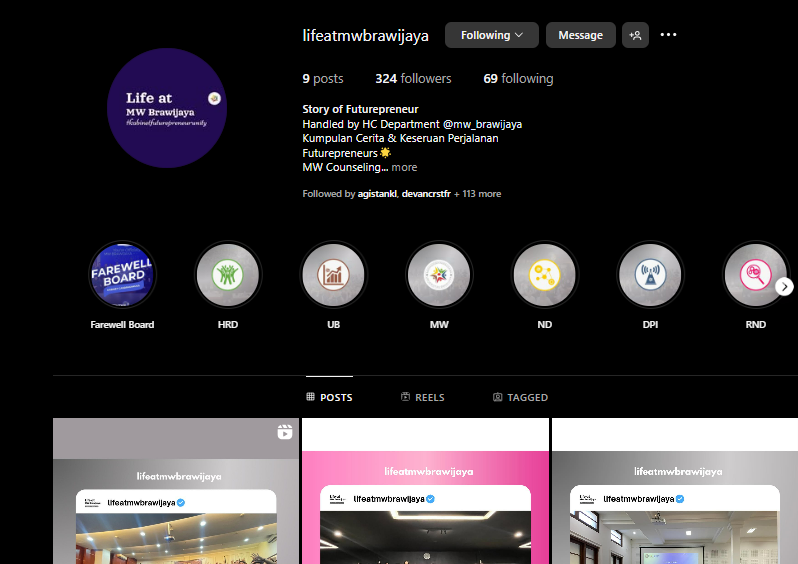 lifeatmwbrawijaya
Following
Message
9 posts
324 followers
69 following
Life at
MW Brawijaya
#kabinetfuturepreneurunity
Story of Futurepreneur
Handled by HC Department @mw_brawijaya
Kumpulan Cerita & Keseruan Perjalanan
Futurepreneurs🌟
MW Counseling... more
Followed by agistankl, devancrstfr + 113 more
FAREWELL
BOARD
Farewell Board
HRD
UB
MW
ND
DPI
RND
POSTS
REELS
TAGGED
lifeatmwbrawijaya
lifeatmwbrawijaya
lifeatmwbrawijaya
lifeatmwbrawijaya
lifeatmwbrawijaya
lifeatmwbrawijaya